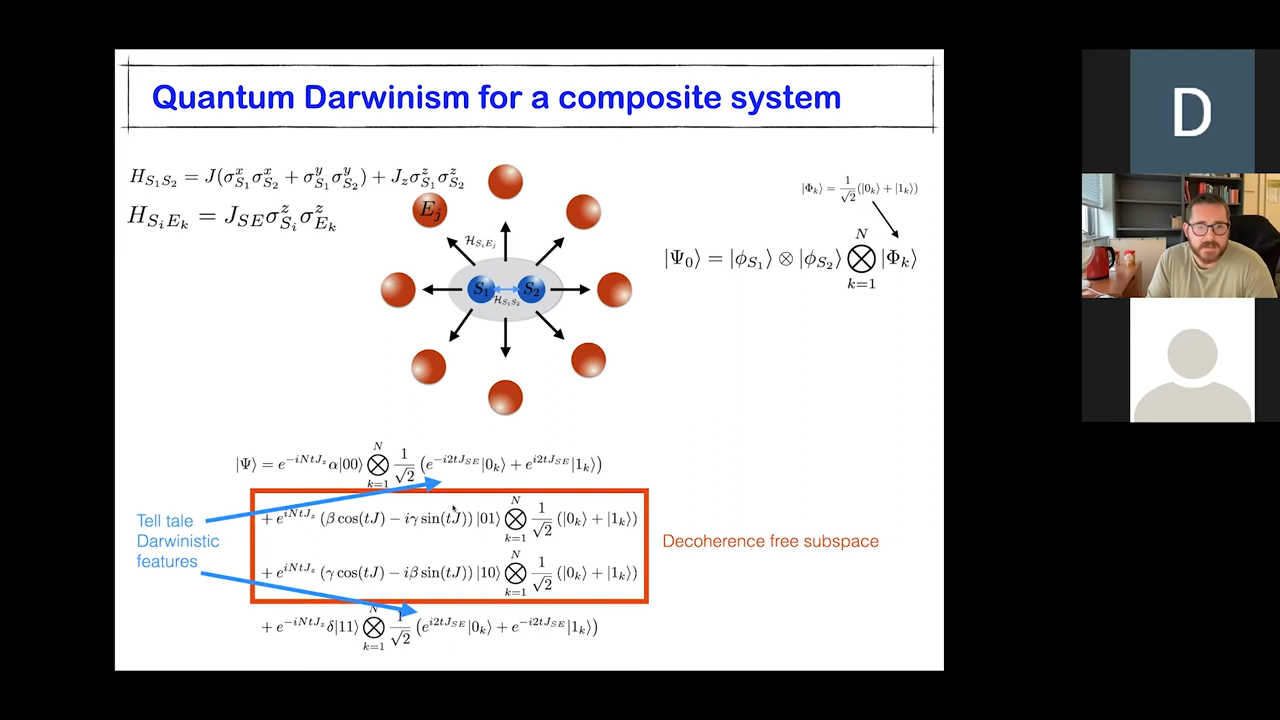 Quantum Darwinism for a composite system
H_{S_1S_2} = J(σ^x_{S_1}σ^x_{S_2} + σ^y_{S_1}σ^y_{S_2}) + J_zσ^z_{S_1}σ^z_{S_2}
H_{S_iE_k} = J_{SE}σ^z_{S_i}σ^z_{E_k}
E_j
ℋ_{S_iE_j}
S_1 S_2
ℋ_{S_1S_2}
|Φ_k⟩ = 1/√2 (|0_k⟩ + |1_k⟩)
|Ψ_0⟩ = |ϕ_{S_1}⟩ ⊗ |ϕ_{S_2}⟩ ⨂_{k=1}^{N} |Φ_k⟩
|Ψ⟩ = e^{-iNtJ_z} α|00⟩ ⨂_{k=1}^{N} 1/√2 (e^{-i2tJ_{SE}}|0_k⟩ + e^{i2tJ_{SE}}|1_k⟩)
+ e^{iNtJ_z} (β cos(tJ) − iγ sin(tJ)) |01⟩ ⨂_{k=1}^{N} 1/√2 (|0_k⟩ + |1_k⟩)
+ e^{iNtJ_z} (γ cos(tJ) − iβ sin(tJ)) |10⟩ ⨂_{k=1}^{N} 1/√2 (|0_k⟩ + |1_k⟩)
+ e^{-iNtJ_z} δ|11⟩ ⨂_{k=1}^{N} 1/√2 (e^{i2tJ_{SE}}|0_k⟩ + e^{-i2tJ_{SE}}|1_k⟩)
Tell tale
Darwinistic
features
Decoherence free subspace
D